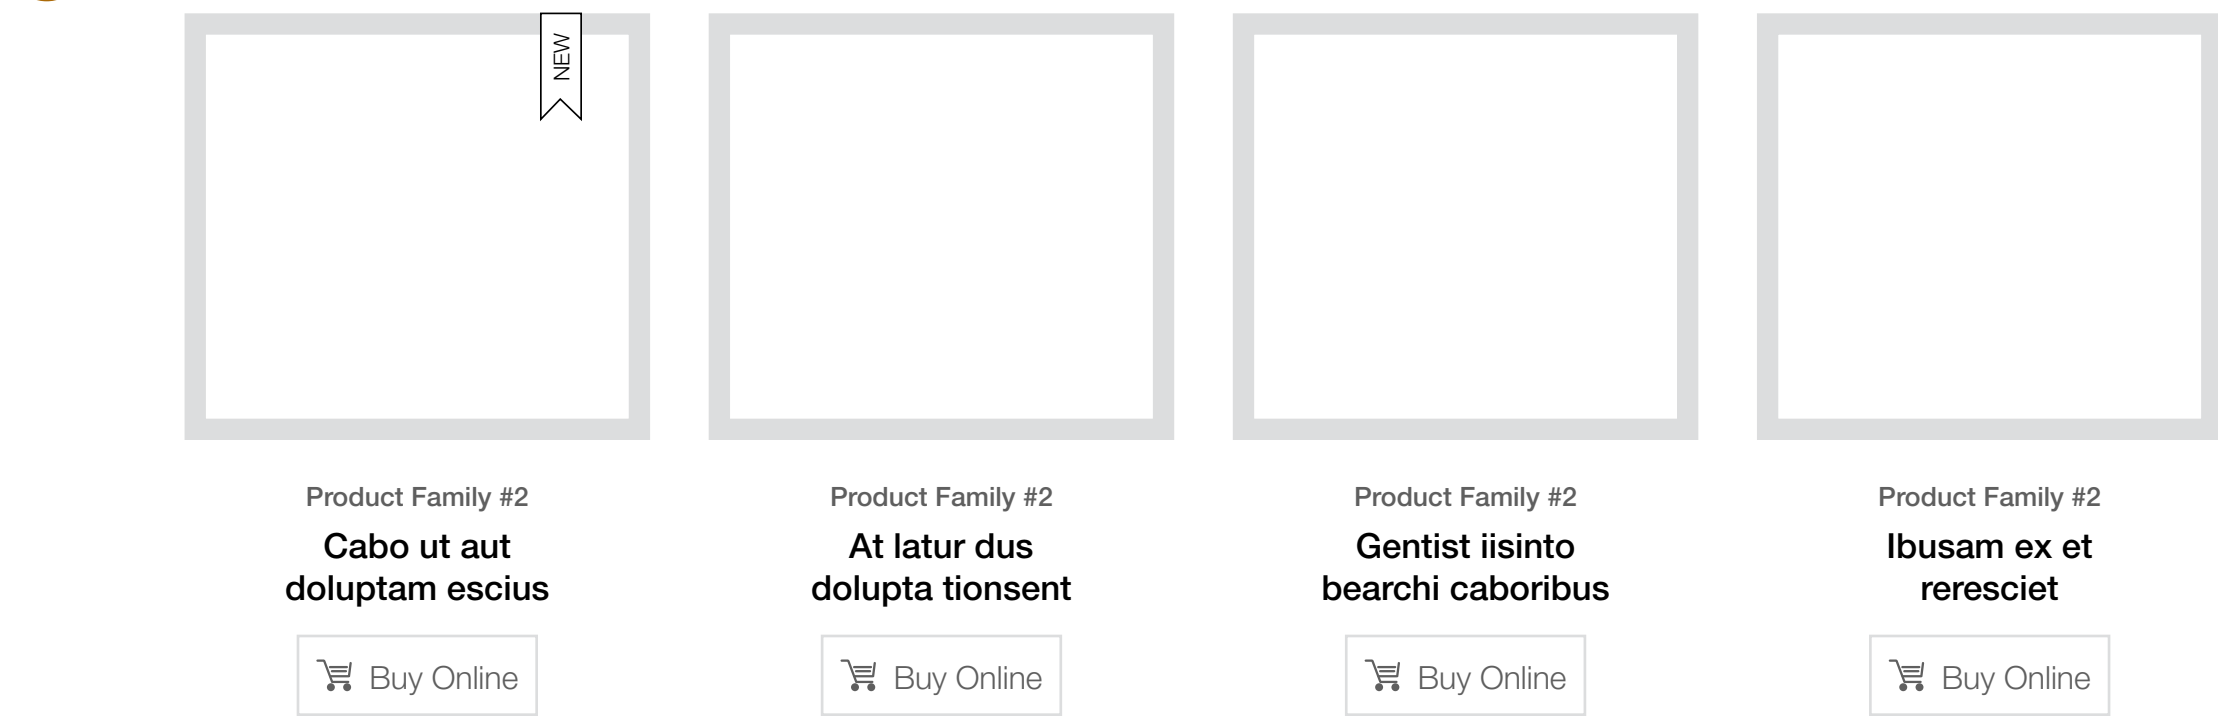 NEW
Product Family #2
Cabo ut aut
doluptam escius
Buy Online
Product Family #2
At latur dus
dolupta tionsent
Buy Online
Product Family #2
Gentist iisinto
bearchi caboribus
Buy Online
Product Family #2
Ibusam ex et
reresciet
Buy Online